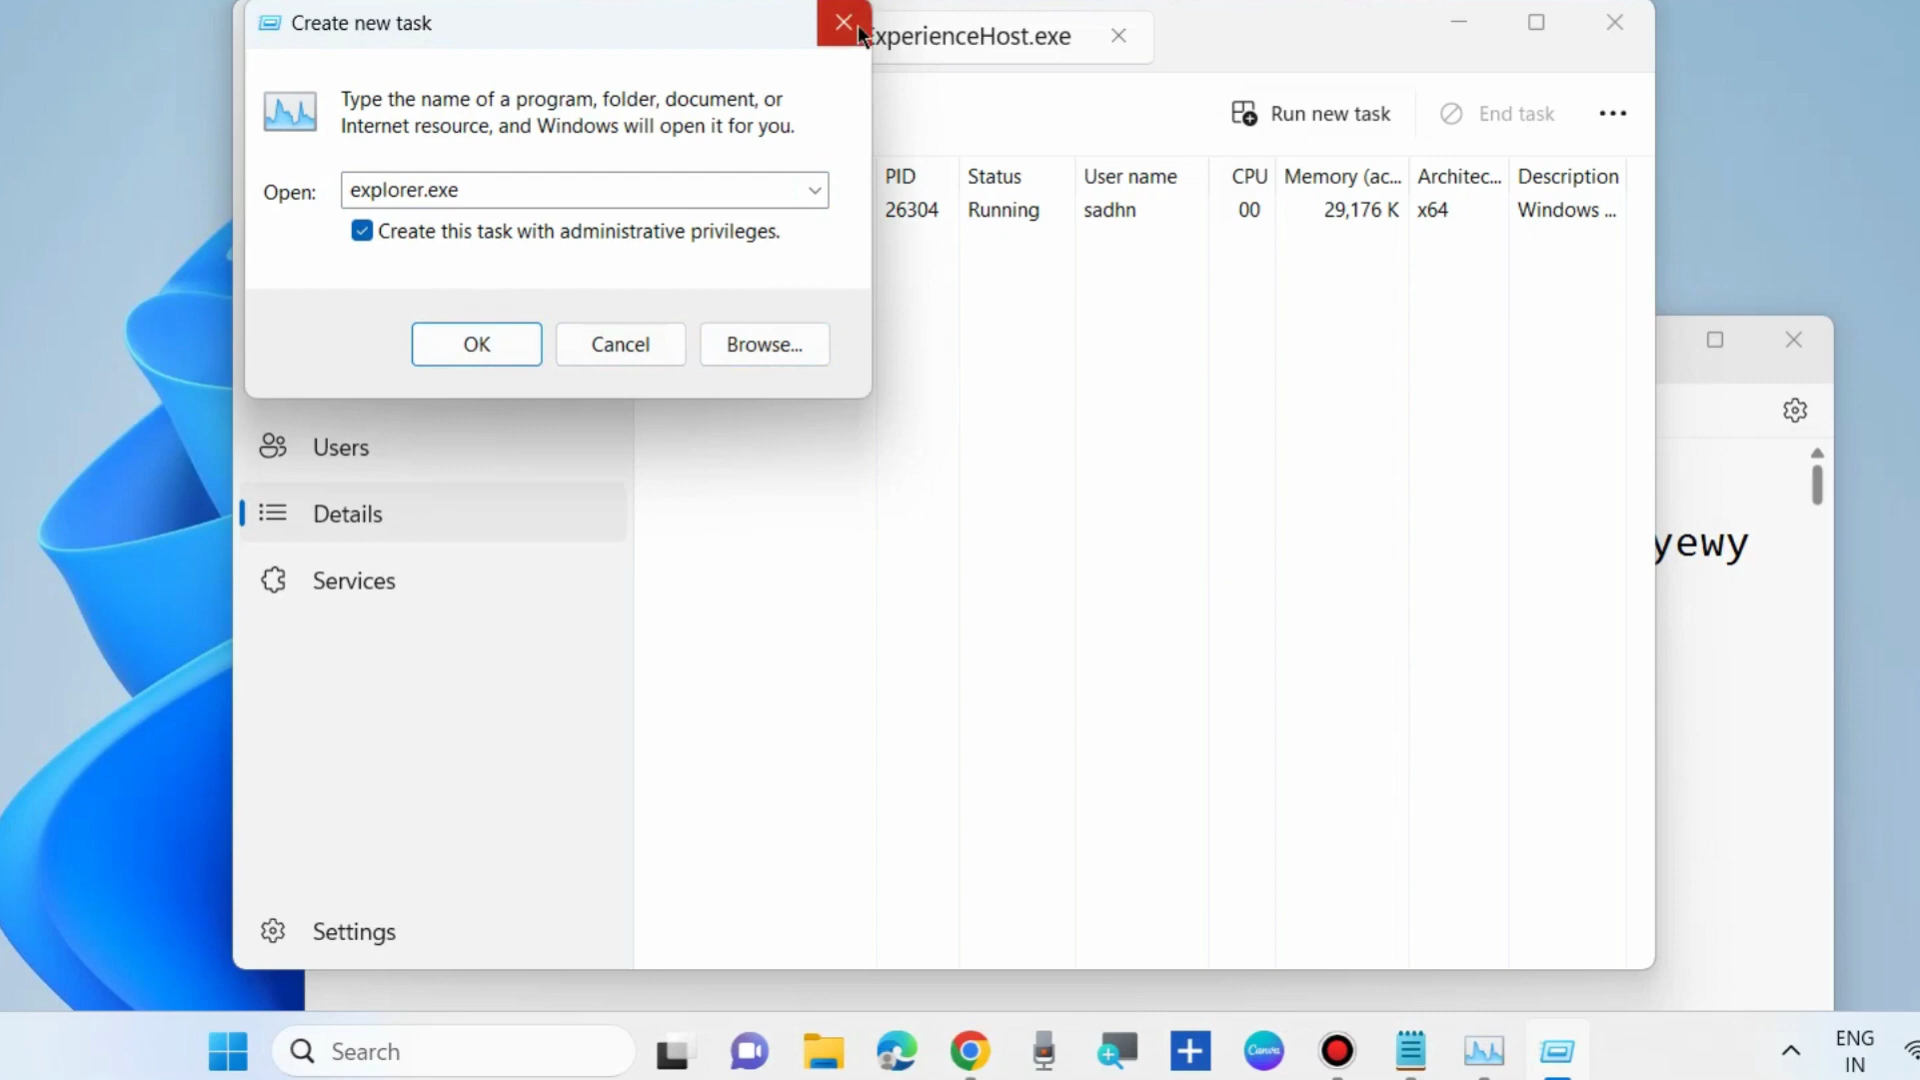 Create new task
ExperienceHost.exe
Type the name of a program, folder, document, or
Internet resource, and Windows will open it for you.
Open: explorer.exe
Create this task with administrative privileges.
OK Cancel Browse...
Run new task End task
PID Status User name CPU Memory (ac... Architec... Description
26304 Running sadhn 00 29,176 K x64 Windows ...
Users
Details
Services
Settings
yewy
Search
Canva
ENG
IN